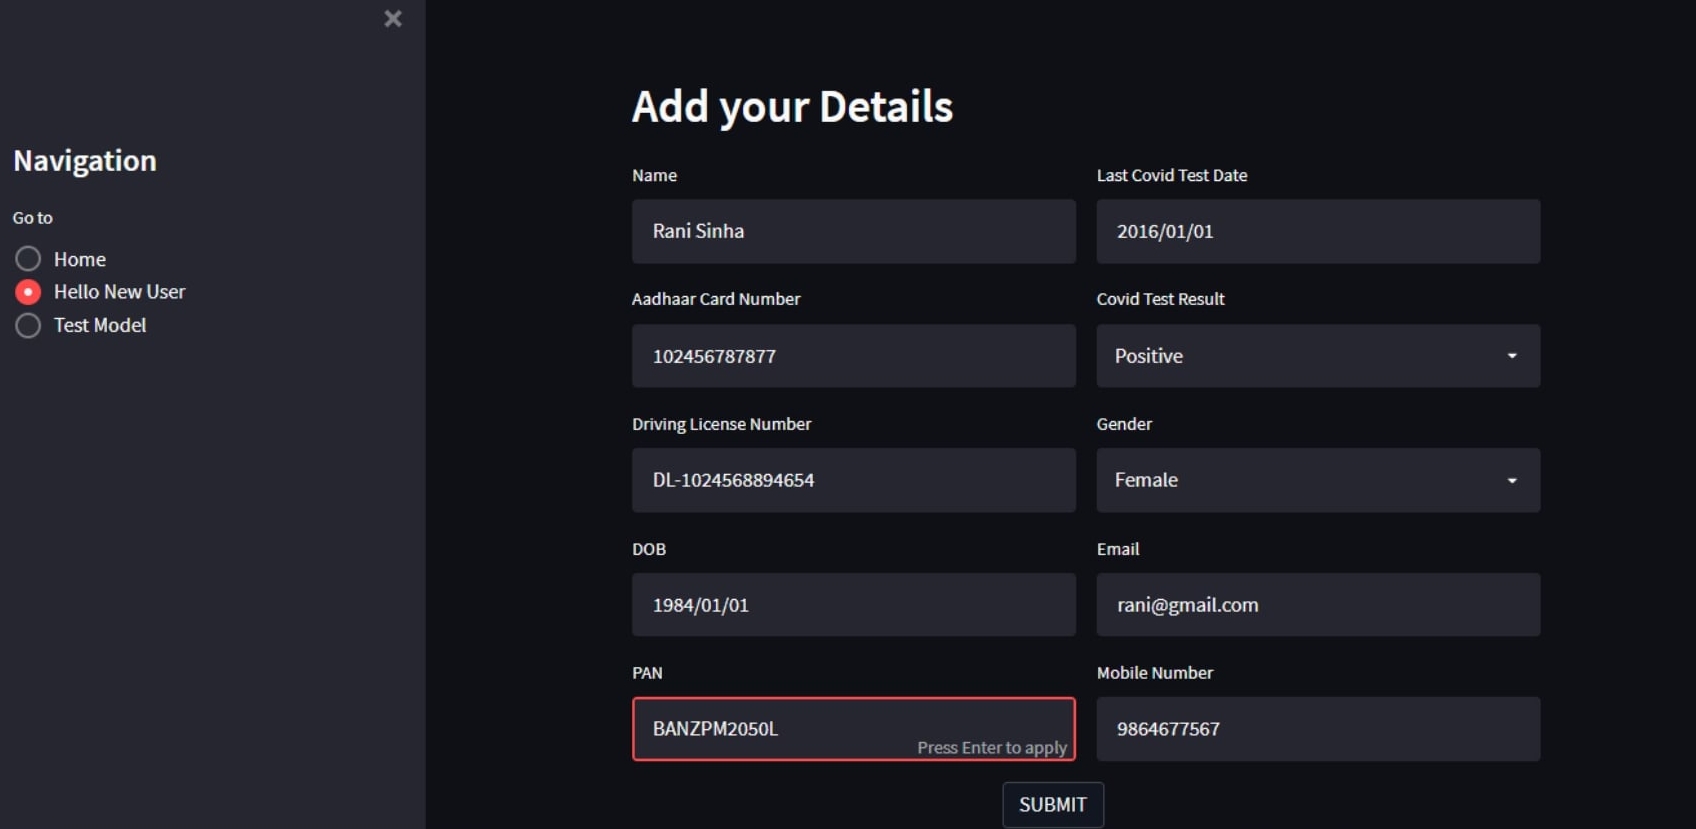 Navigation
Go to
Home
Hello New User
Test Model
Add your Details
Name
Rani Sinha
Last Covid Test Date
2016/01/01
Aadhaar Card Number
102456787877
Covid Test Result
Positive
Driving License Number
DL-1024568894654
Gender
Female
DOB
1984/01/01
Email
rani@gmail.com
PAN
BANZPM2050L
Press Enter to apply
Mobile Number
9864677567
SUBMIT